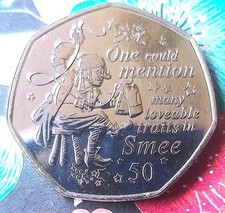 One could
mention
many
loveable
traits in
Smee
50